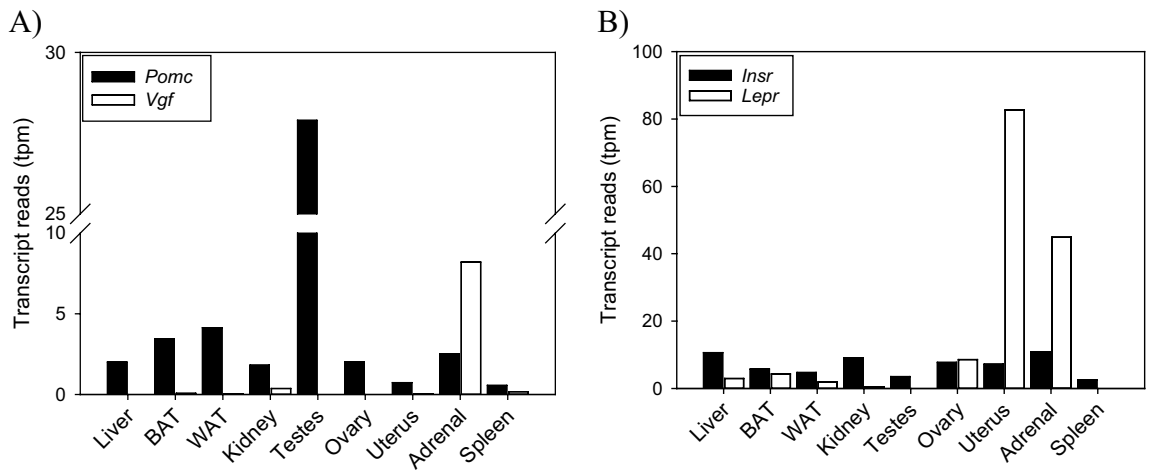 A)
Transcript reads (tpm)
30
25
10
5
0
Pomc
Vgf
Liver
BAT
WAT
Kidney
Testes
Ovary
Uterus
Adrenal
Spleen
B)
Transcript reads (tpm)
100
80
60
40
20
0
Insr
Lepr
Liver
BAT
WAT
Kidney
Testes
Ovary
Uterus
Adrenal
Spleen